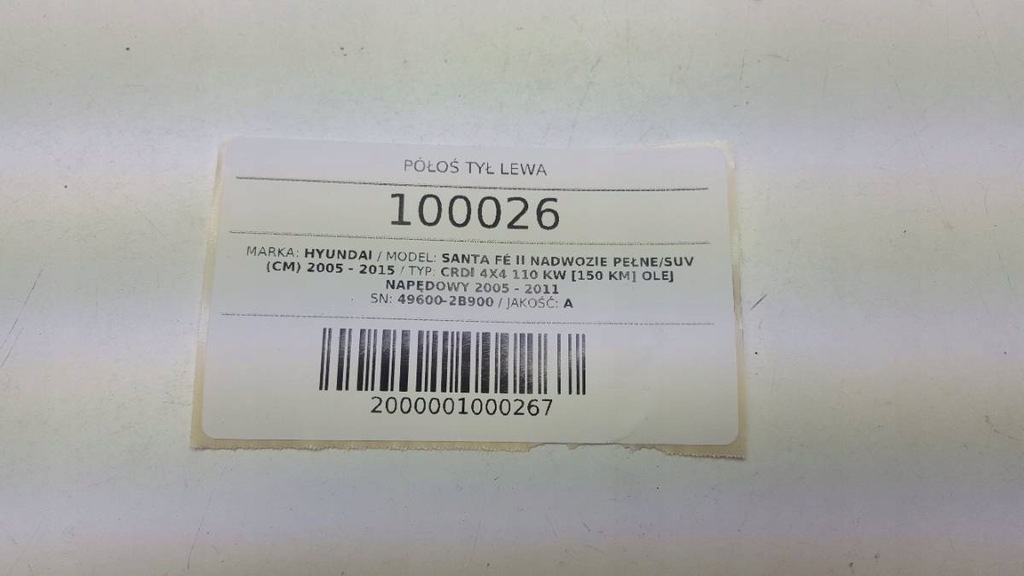 PÓŁOŚ TYŁ LEWA
100026
MARKA: HYUNDAI / MODEL: SANTA FÉ II NADWOZIE PEŁNE/SUV
(CM) 2005 - 2015 / TYP: CRDI 4X4 110 KW [150 KM] OLEJ
NAPĘDOWY 2005 - 2011
SN: 49600-2B900 / JAKOŚĆ: A
2000001000267